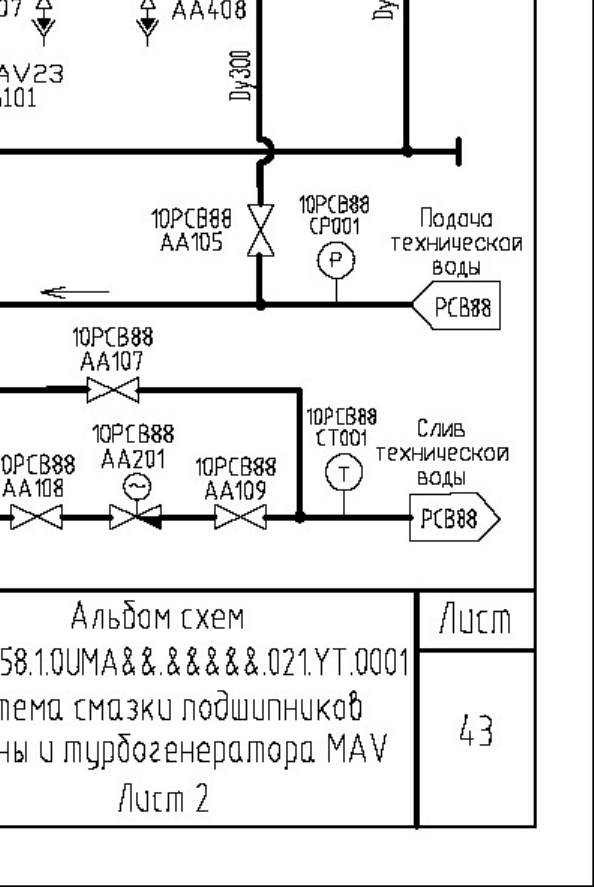 AA408
Dy
AV23
101
Dy300
10PCB88
AA105
10PCB88
CP001
P
Подача
технической
воды
PCB88
10PCB88
AA107
10PCB88
AA201
0PCB88
AA108
10PCB88
AA109
10PCB88
CT001
T
Слив
технической
воды
PCB88
Альбом схем
58.1.0UMA&&.&&&&&.021.YT.0001
тема смазки подшипников
ны и турбогенератора MAV
Лист 2
Лист
43